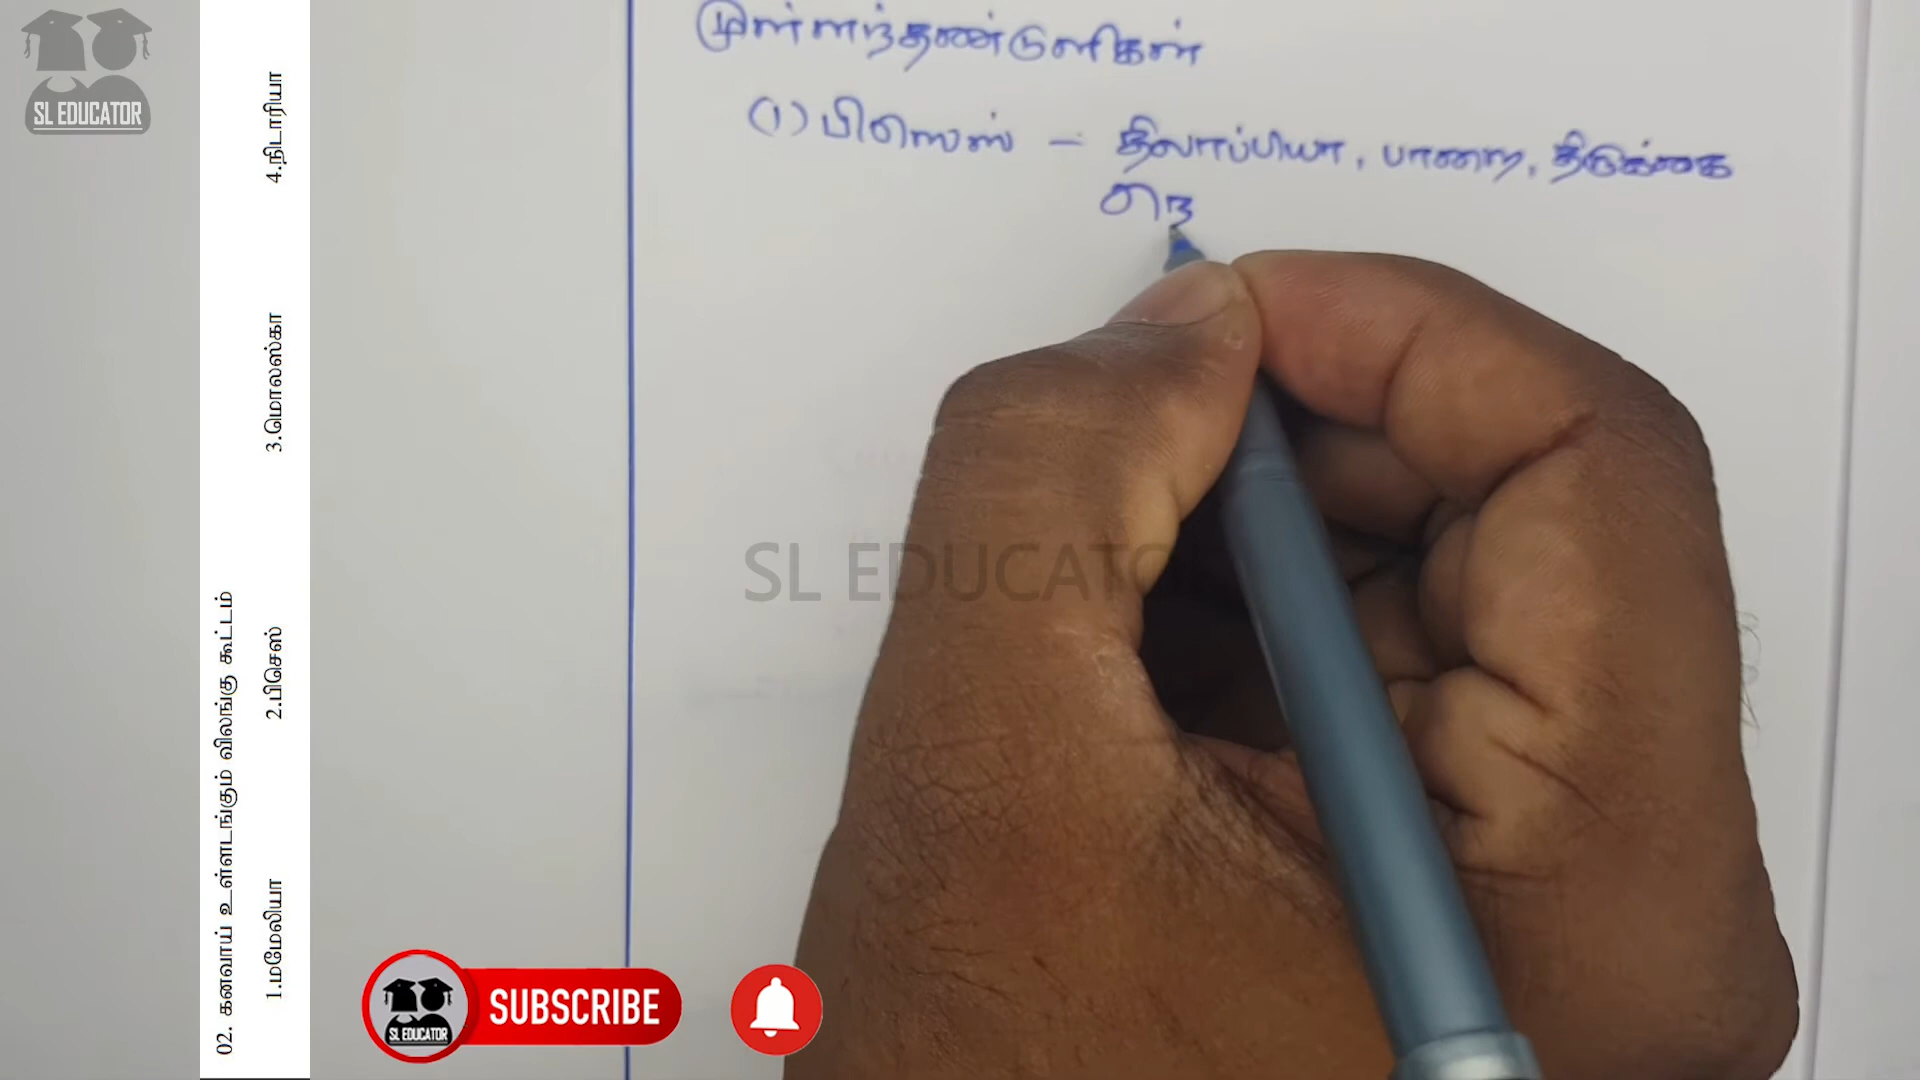 SL EDUCATOR
02. கனவாய் உள்ளடங்கும் விலங்கு கூட்டம்
1.மமேலியா 2.பிசெஸ் 3.மொலஸ்கா 4.நிடாரியா
முள்ளந்தண்டுளிகள்
(1) பிஸெஸ் - திலாப்பியா, பாறை, திருக்கை
SL EDUCATOR
SL EDUCATOR
SUBSCRIBE